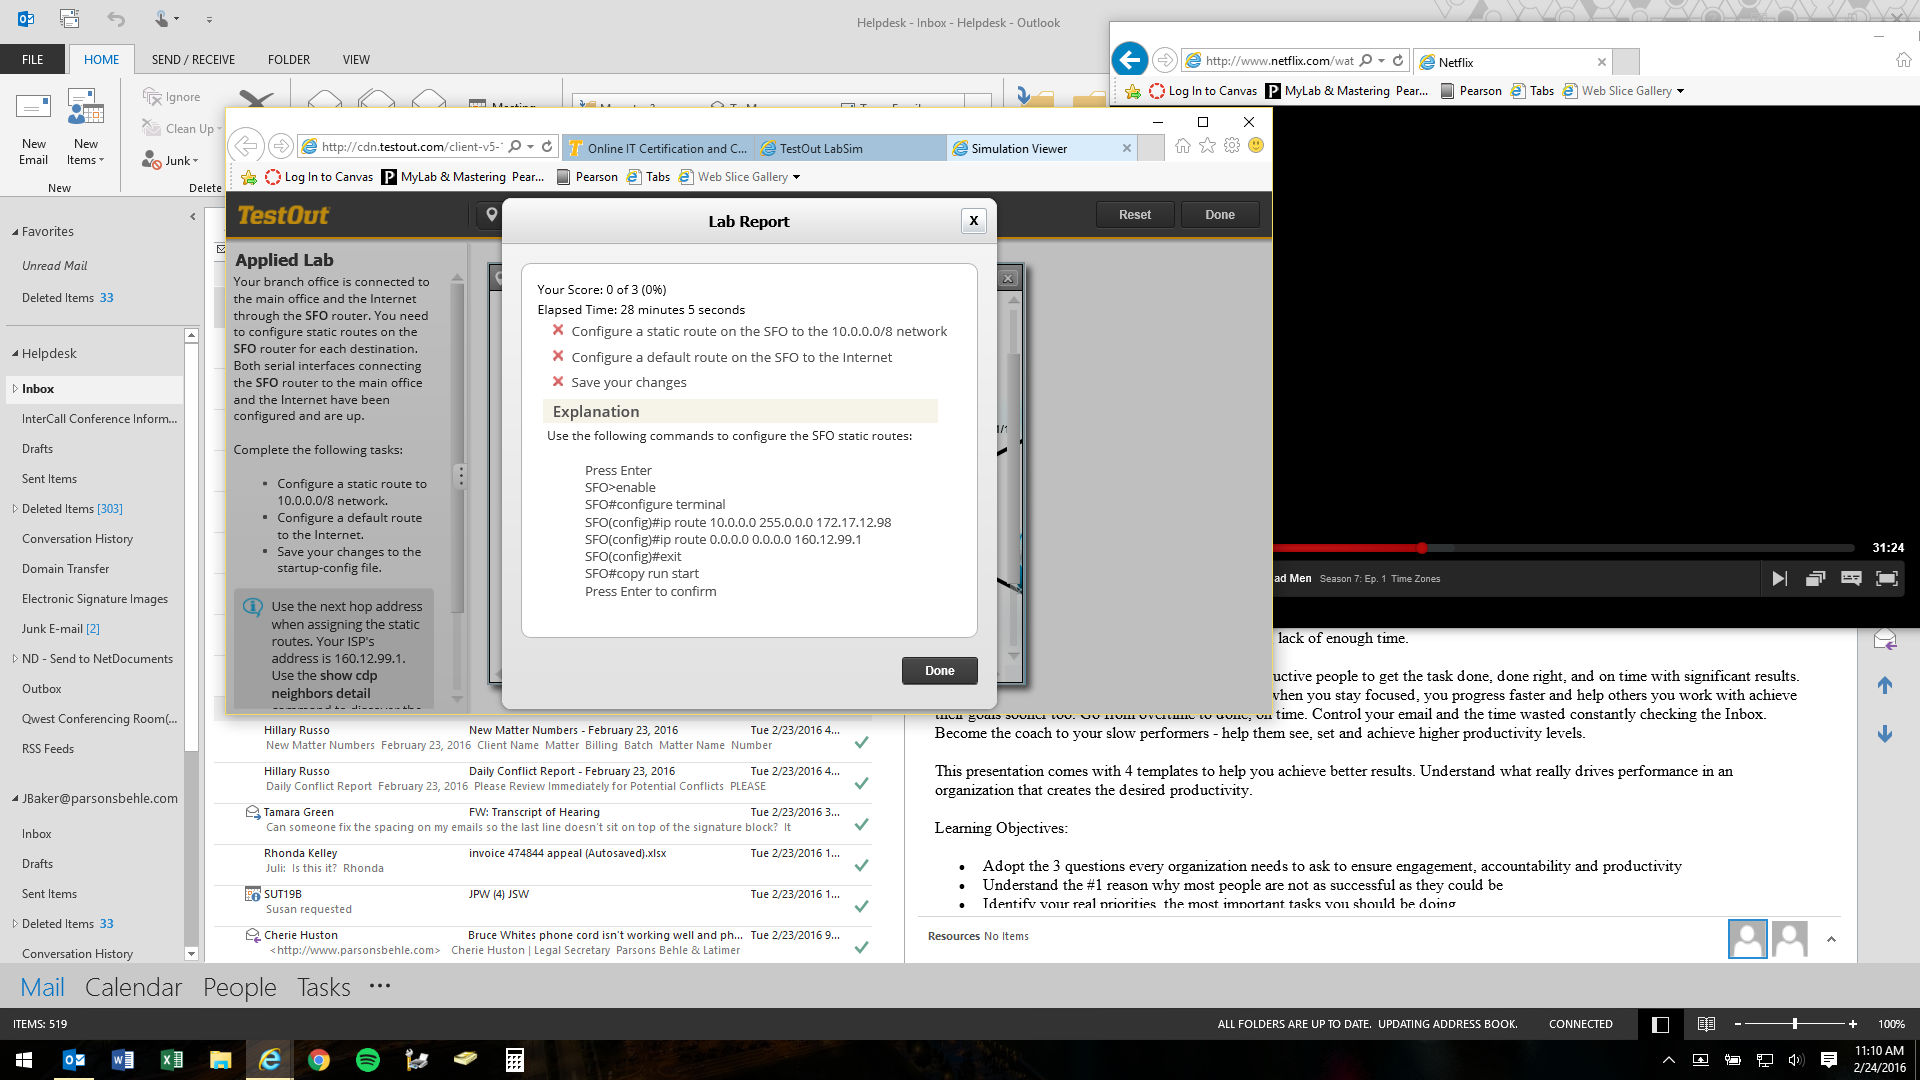 Helpdesk - Inbox - Helpdesk - Outlook
FILE
HOME
SEND / RECEIVE
FOLDER
VIEW
New Email
New Items
Ignore
Clean Up
Junk
New
Delete
Meeting
http://www.netflix.com/wat
Netflix
Log In to Canvas
MyLab & Mastering Pear...
Pearson
Tabs
Web Slice Gallery
http://cdn.testout.com/client-v5-
Online IT Certification and C...
TestOut LabSim
Simulation Viewer
Log In to Canvas
MyLab & Mastering Pear...
Pearson
Tabs
Web Slice Gallery
TestOut
Reset
Done
Favorites
Unread Mail
Deleted Items 33
Helpdesk
Inbox
InterCall Conference Inform...
Drafts
Sent Items
Deleted Items [303]
Conversation History
Domain Transfer
Electronic Signature Images
Junk E-mail [2]
ND - Send to NetDocuments
Outbox
Qwest Conferencing Room(...
RSS Feeds
JBaker@parsonsbehle.com
Inbox
Drafts
Sent Items
Deleted Items 33
Conversation History
Applied Lab
Your branch office is connected to
the main office and the Internet
through the SFO router. You need
to configure static routes on the
SFO router for each destination.
Both serial interfaces connecting
the SFO router to the main office
and the Internet have been
configured and are up.
Complete the following tasks:
• Configure a static route to
10.0.0.0/8 network.
• Configure a default route
to the Internet.
• Save your changes to the
startup-config file.
Use the next hop address
when assigning the static
routes. Your ISP's
address is 160.12.99.1.
Use the show cdp
neighbors detail
command to discover the
Lab Report
X
Your Score: 0 of 3 (0%)
Elapsed Time: 28 minutes 5 seconds
Configure a static route on the SFO to the 10.0.0.0/8 network
Configure a default route on the SFO to the Internet
Save your changes
Explanation
Use the following commands to configure the SFO static routes:
Press Enter
SFO>enable
SFO#configure terminal
SFO(config)#ip route 10.0.0.0 255.0.0.0 172.17.12.98
SFO(config)#ip route 0.0.0.0 0.0.0.0 160.12.99.1
SFO(config)#exit
SFO#copy run start
Press Enter to confirm
Done
31:24
ad Men Season 7: Ep. 1 Time Zones
lack of enough time.
uctive people to get the task done, done right, and on time with significant results.
when you stay focused, you progress faster and help others you work with achieve
their goals sooner too. Go from overtime to done, on time. Control your email and the time wasted constantly checking the Inbox.
Become the coach to your slow performers - help them see, set and achieve higher productivity levels.
This presentation comes with 4 templates to help you achieve better results. Understand what really drives performance in an
organization that creates the desired productivity.
Learning Objectives:
• Adopt the 3 questions every organization needs to ask to ensure engagement, accountability and productivity
• Understand the #1 reason why most people are not as successful as they could be
• Identify your real priorities, the most important tasks you should be doing
Resources No Items
Hillary Russo New Matter Numbers - February 23, 2016 Tue 2/23/2016 4...
New Matter Numbers February 23, 2016 Client Name Matter Billing Batch Matter Name Number
Hillary Russo Daily Conflict Report - February 23, 2016 Tue 2/23/2016 4...
Daily Conflict Report February 23, 2016 Please Review Immediately for Potential Conflicts PLEASE
Tamara Green FW: Transcript of Hearing Tue 2/23/2016 3...
Can someone fix the spacing on my emails so the last line doesn't sit on top of the signature block? It
Rhonda Kelley invoice 474844 appeal (Autosaved).xlsx Tue 2/23/2016 1...
Juli: Is this it? Rhonda
SUT19B JPW (4) JSW Tue 2/23/2016 1...
Susan requested
Cherie Huston Bruce Whites phone cord isn't working well and ph... Tue 2/23/2016 9...
<http://www.parsonsbehle.com> Cherie Huston | Legal Secretary Parsons Behle & Latimer
Mail Calendar People Tasks •••
ITEMS: 519
ALL FOLDERS ARE UP TO DATE. UPDATING ADDRESS BOOK. CONNECTED
100%
11:10 AM
2/24/2016